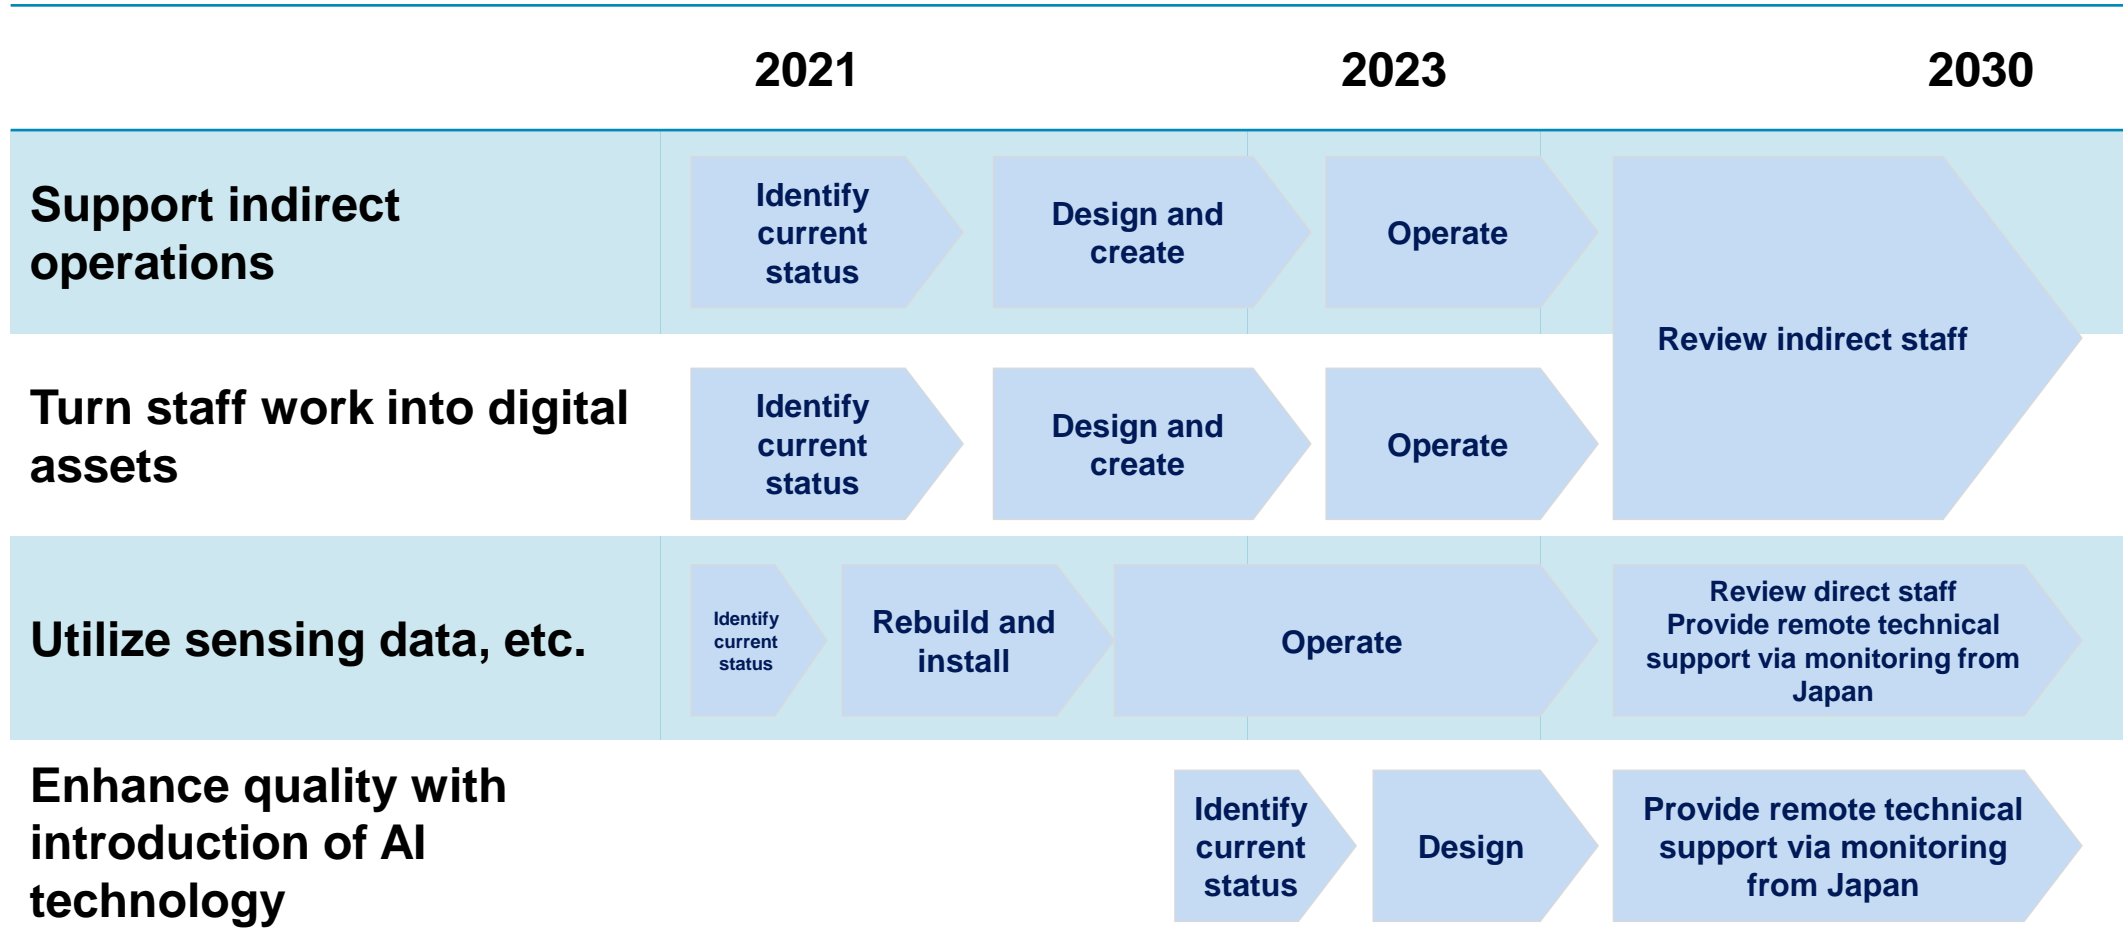 2021
2023
2030
Support indirect
operations
Identify
current
status
Design and
create
Operate
Review indirect staff
Turn staff work into digital
assets
Identify
current
status
Design and
create
Operate
Utilize sensing data, etc.
Identify
current
status
Rebuild and
install
Operate
Review direct staff
Provide remote technical
support via monitoring from
Japan
Enhance quality with
introduction of AI
technology
Identify
current
status
Design
Provide remote technical
support via monitoring
from Japan